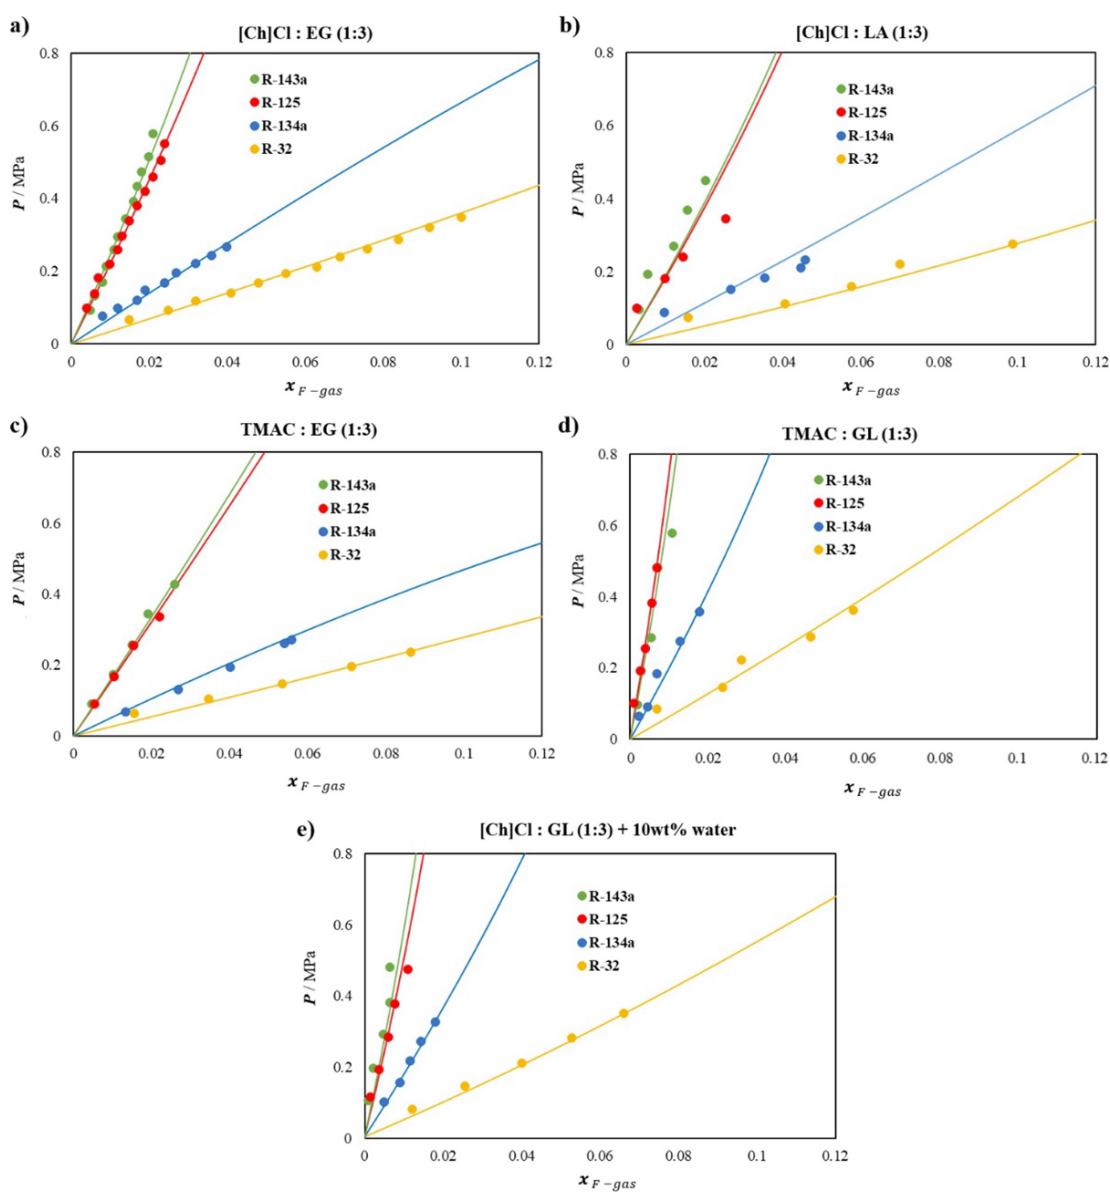 a)
[Ch]Cl : EG (1:3)
0.8
0.6
0.4
0.2
0
P / MPa
R-143a
R-125
R-134a
R-32
0 0.02 0.04 0.06 0.08 0.1 0.12
x F-gas
b)
[Ch]Cl : LA (1:3)
0.8
0.6
0.4
0.2
0
P / MPa
R-143a
R-125
R-134a
R-32
0 0.02 0.04 0.06 0.08 0.1 0.12
x F-gas
c)
TMAC : EG (1:3)
0.8
0.6
0.4
0.2
0
P / MPa
R-143a
R-125
R-134a
R-32
0 0.02 0.04 0.06 0.08 0.1 0.12
x F-gas
d)
TMAC : GL (1:3)
0.8
0.6
0.4
0.2
0
P / MPa
R-143a
R-125
R-134a
R-32
0 0.02 0.04 0.06 0.08 0.1 0.12
x F-gas
e)
[Ch]Cl : GL (1:3) + 10wt% water
0.8
0.6
0.4
0.2
0
P / MPa
R-143a
R-125
R-134a
R-32
0 0.02 0.04 0.06 0.08 0.1 0.12
x F-gas